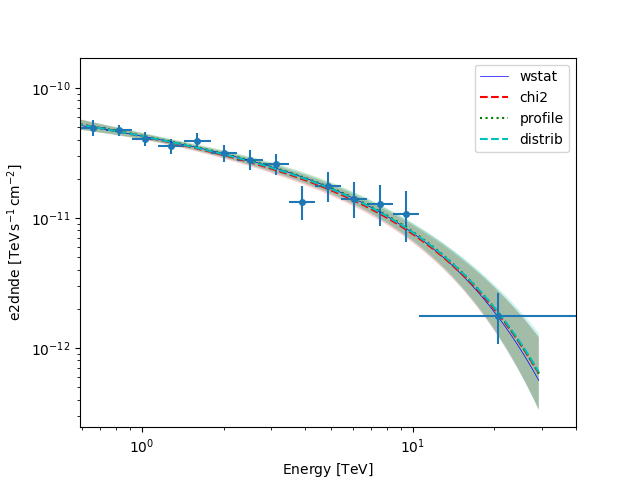 10⁻¹⁰
10⁻¹¹
10⁻¹²
e2dnde [TeV s⁻¹ cm⁻²]
wstat
chi2
profile
distrib
10⁰
10¹
Energy [TeV]